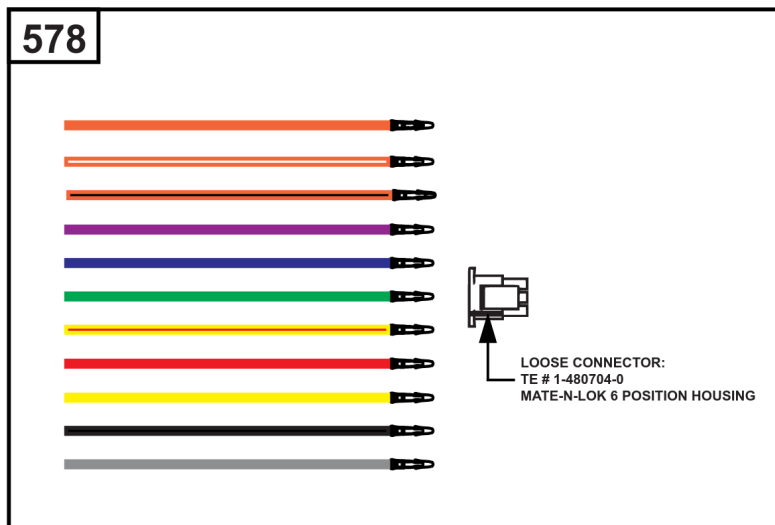 578
LOOSE CONNECTOR:
TE # 1-480704-0
MATE-N-LOK 6 POSITION HOUSING